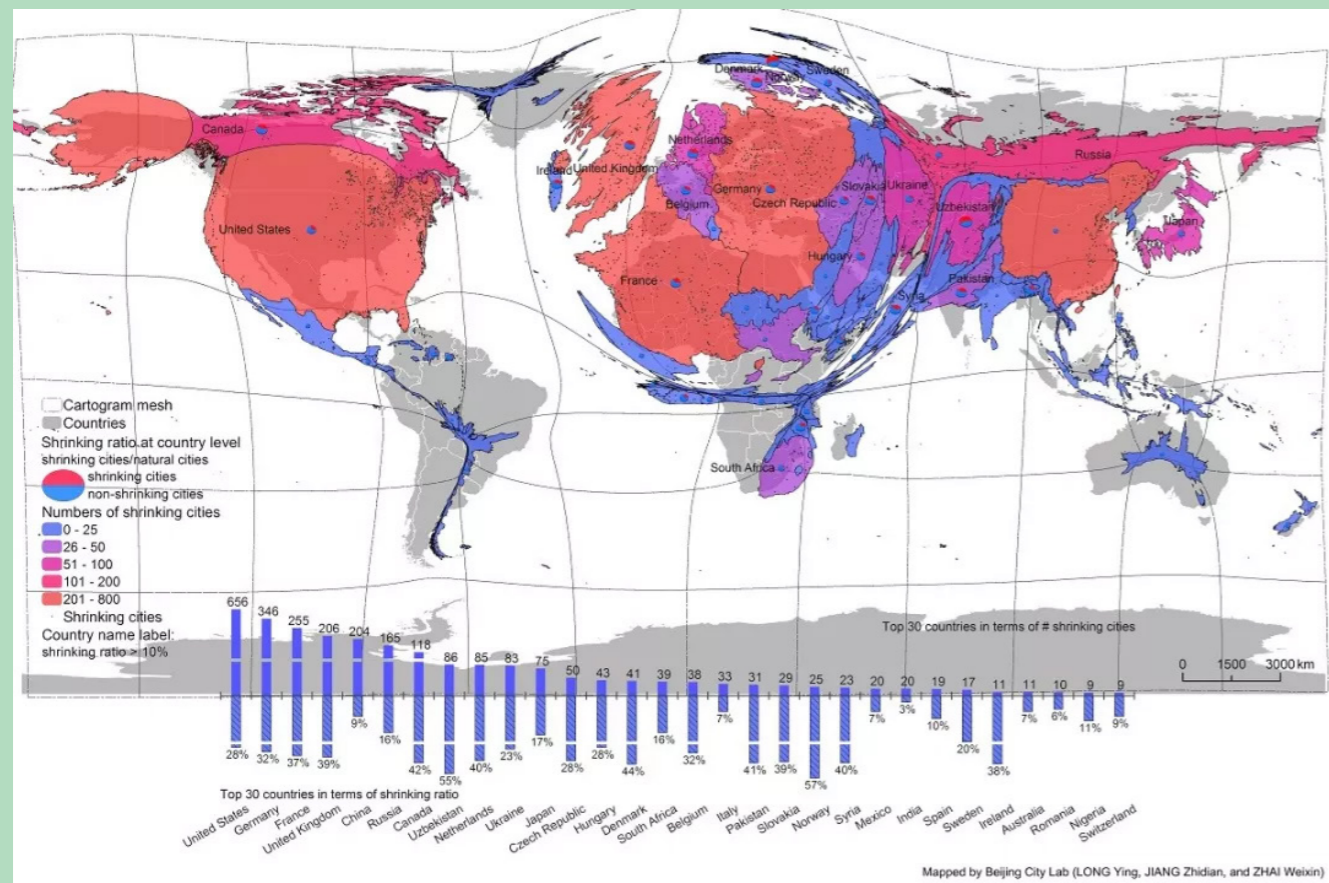 Denmark
Norway
Sweden
Canada
Netherlands
Russia
Ireland
United Kingdom
Germany
Slovakia
Ukraine
Belgium
Czech Republic
Uzbekistan
Japan
United States
Hungary
France
Pakistan
Syria
South Africa
Cartogram mesh
Countries
Shrinking ratio at country level
shrinking cities/natural cities
shrinking cities
non-shrinking cities
Numbers of shrinking cities
0 - 25
26 - 50
51 - 100
101 - 200
201 - 800
Shrinking cities
Country name label:
shrinking ratio > 10%
Top 30 countries in terms of # shrinking cities
0 1500 3000 km
656 346 255 206 204 165 118 86 85 83 75 50 43 41 39 38 33 31 29 25 23 20 20 19 17 11 11 10 9 9
28% 32% 37% 39% 9% 16% 42% 55% 40% 23% 17% 28% 28% 44% 16% 32% 7% 41% 39% 57% 40% 7% 3% 10% 20% 38% 7% 6% 11% 9%
Top 30 countries in terms of shrinking ratio
United States
Germany
France
United Kingdom
China
Russia
Canada
Uzbekistan
Netherlands
Ukraine
Japan
Czech Republic
Hungary
Denmark
South Africa
Belgium
Italy
Pakistan
Slovakia
Norway
Syria
Mexico
India
Spain
Sweden
Ireland
Australia
Romania
Nigeria
Switzerland
Mapped by Beijing City Lab (LONG Ying, JIANG Zhidian, and ZHAI Weixin)